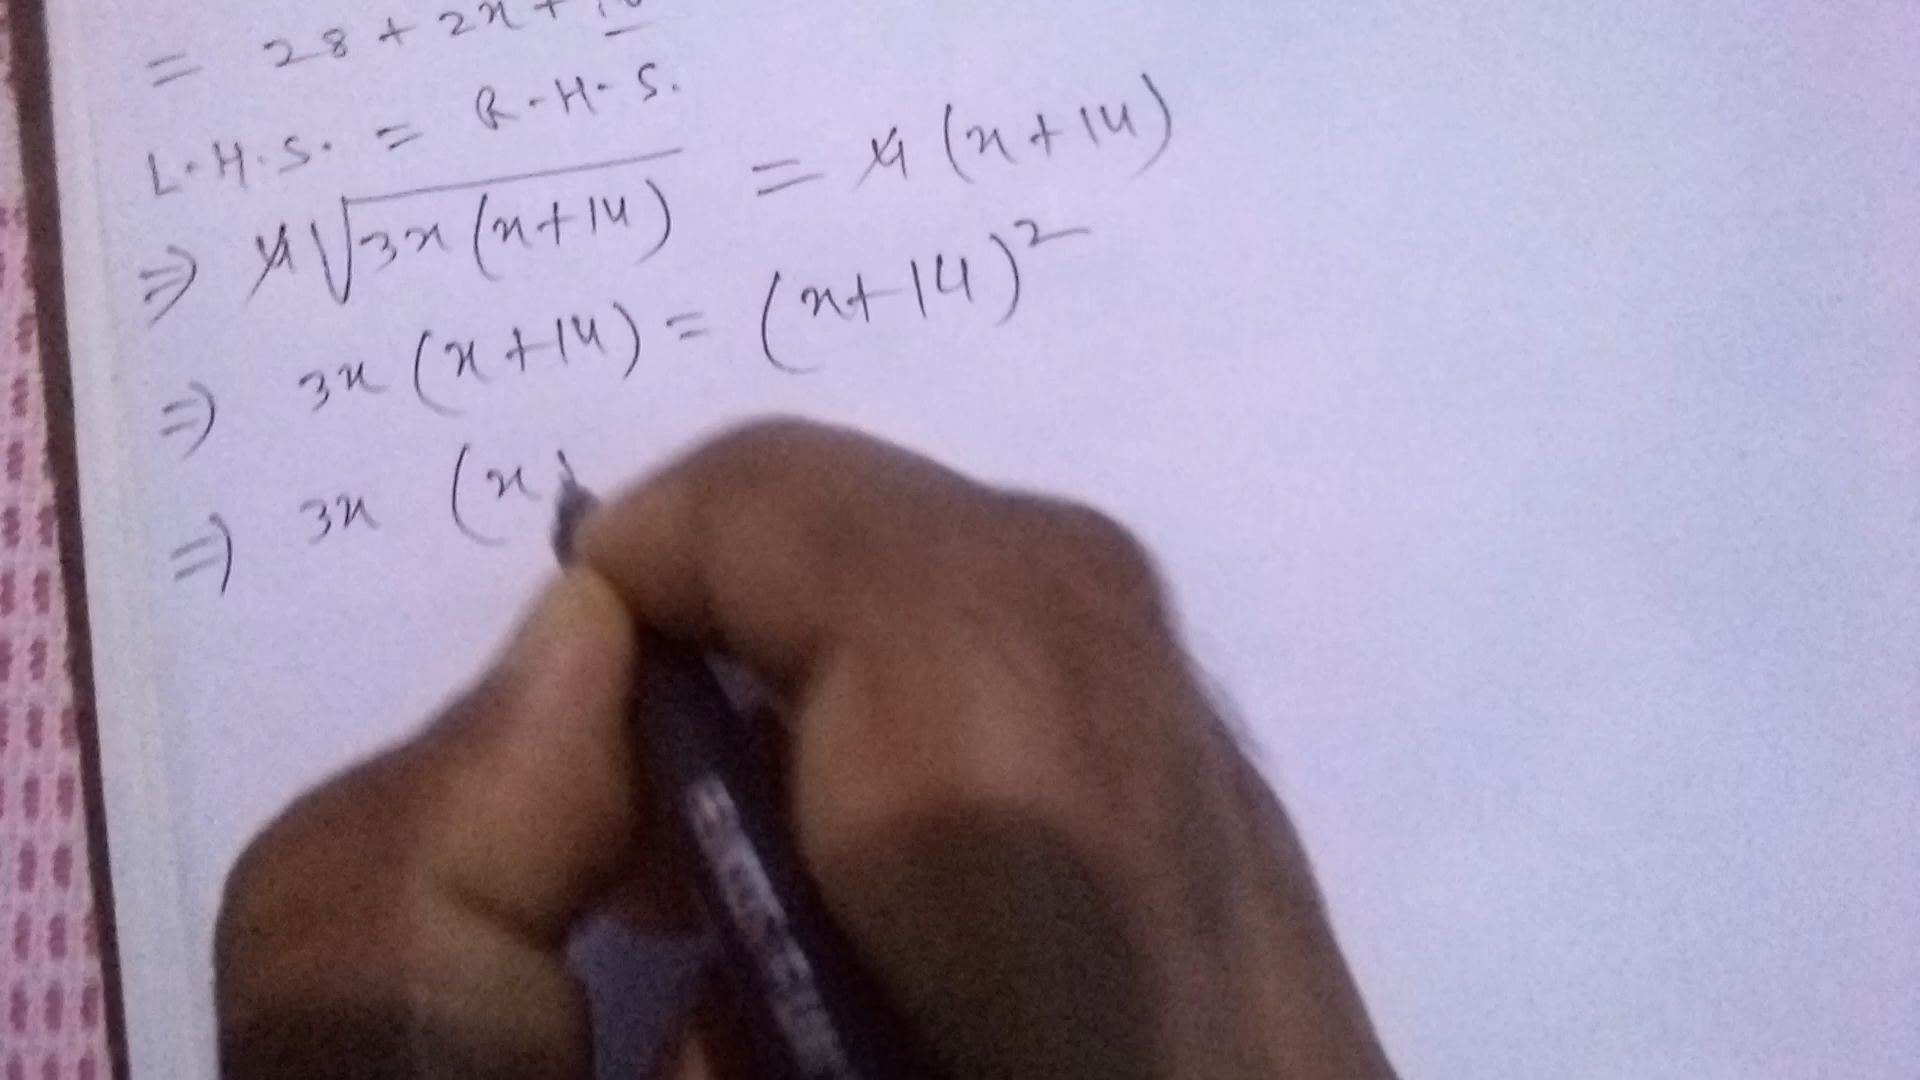 = 28 + 2x +
L.H.S. = R.H.S.
⇒ 4√3x(x+14) = 4(x+14)
⇒ 3x(x+14) = (x+14)²
⇒ 3x (x